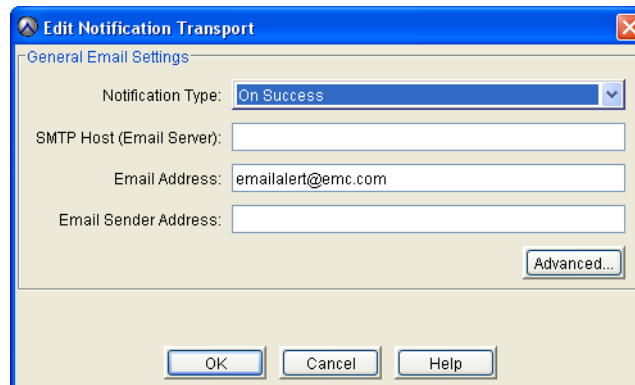 Edit Notification Transport
General Email Settings
Notification Type: On Success
SMTP Host (Email Server):
Email Address: emailalert@emc.com
Email Sender Address:
Advanced...
OK Cancel Help